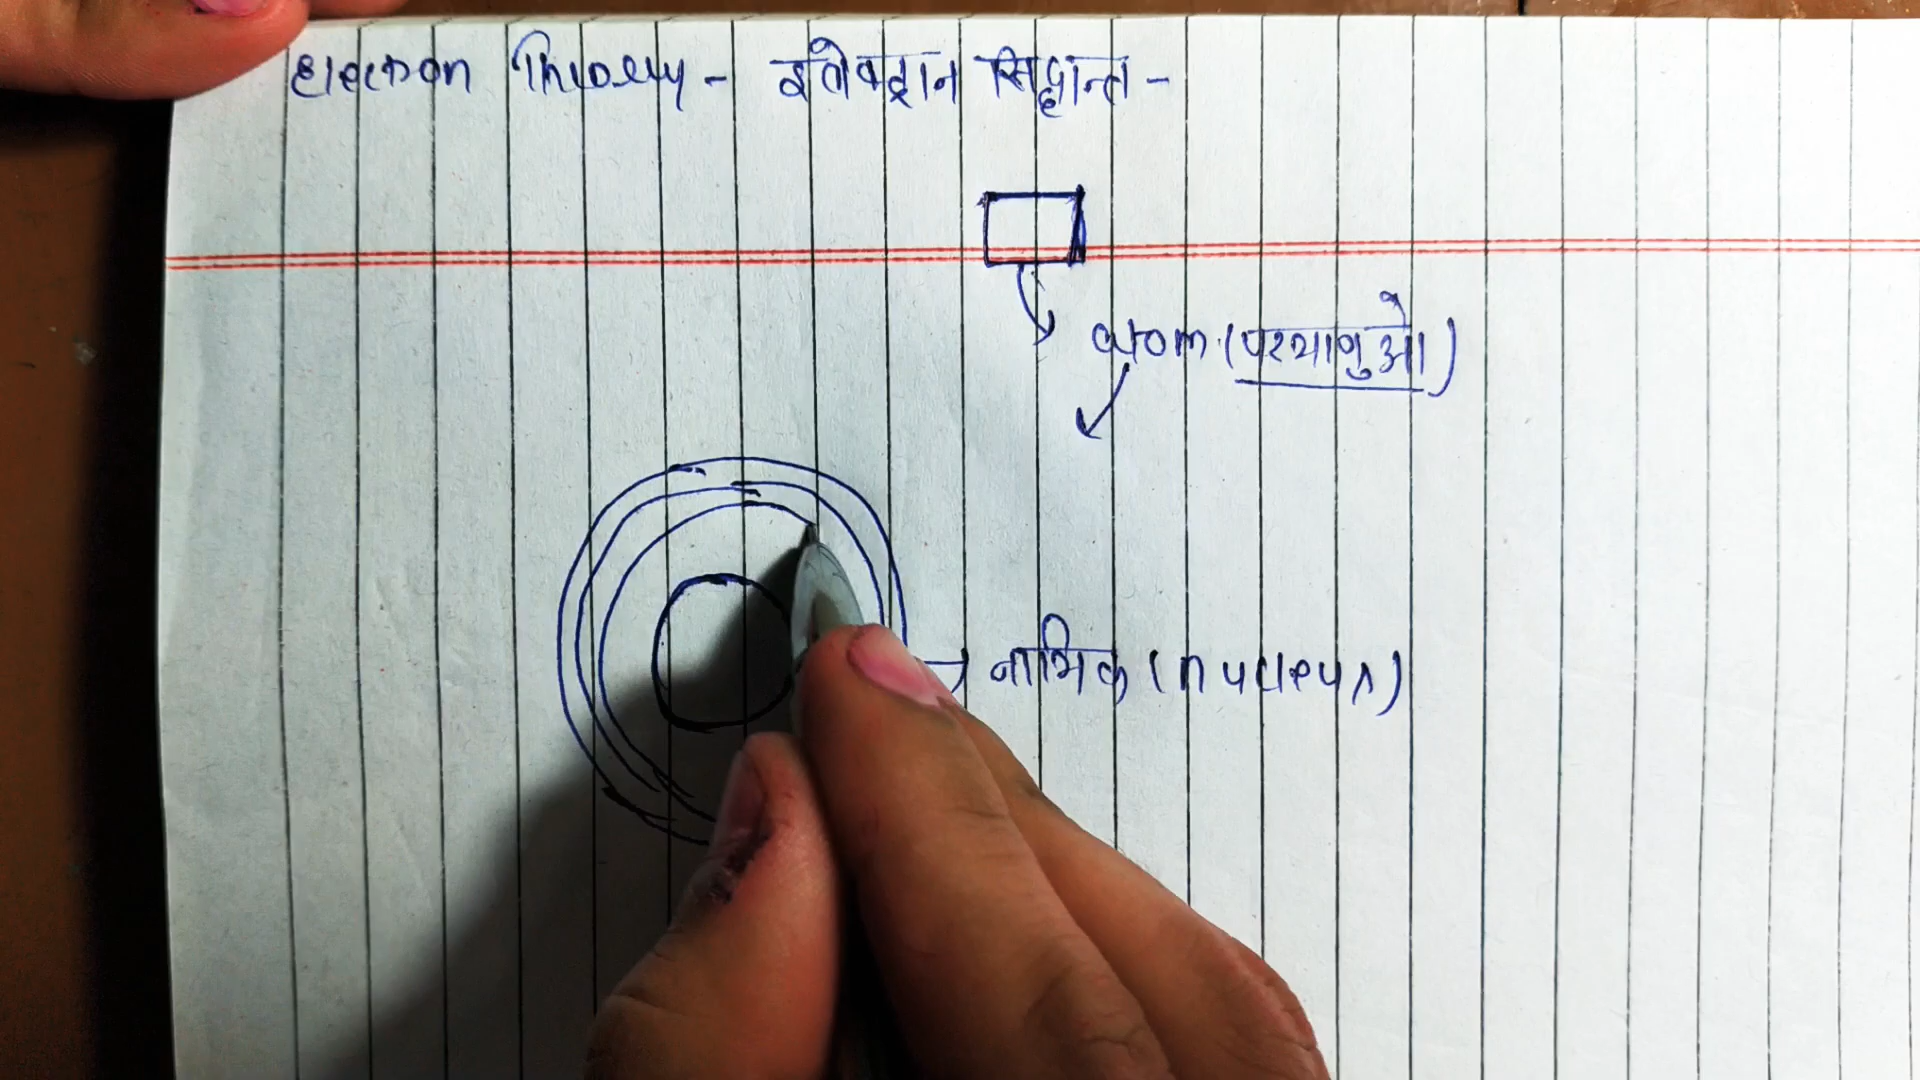 Electron Theory - इलेक्ट्रान सिद्धान्त -
atom (परमाणुओ)
नाभिक (nucleus)